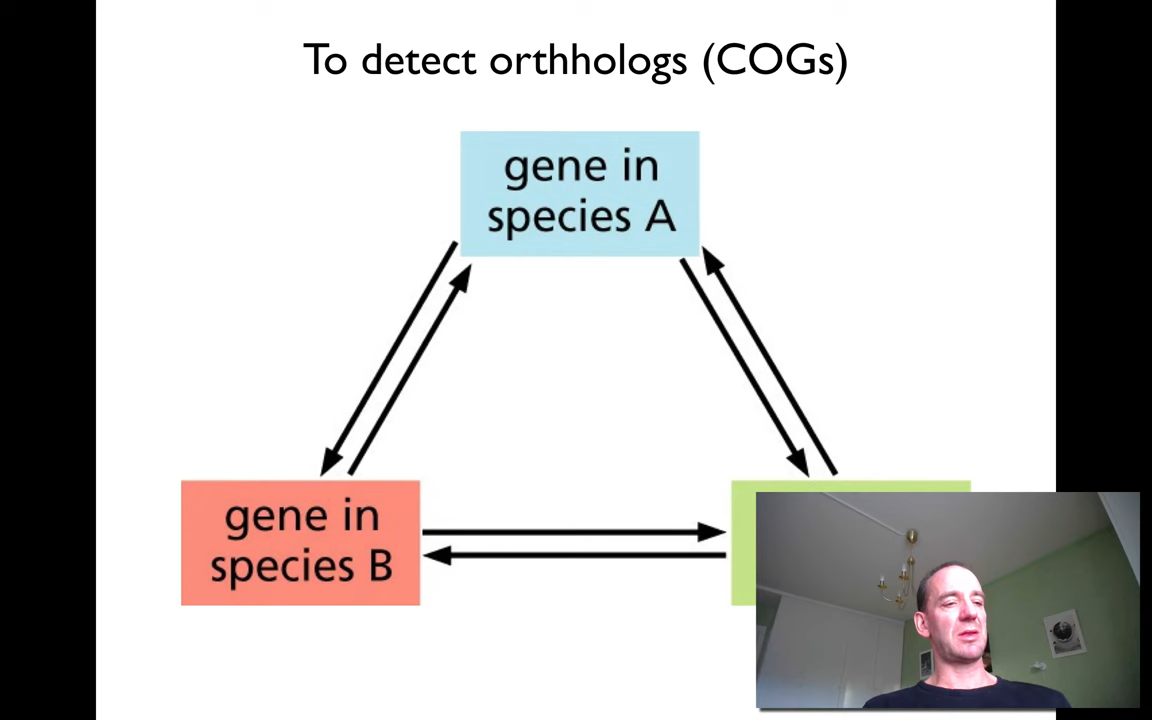 To detect orthhologs (COGs)
gene in
species A
gene in
species B